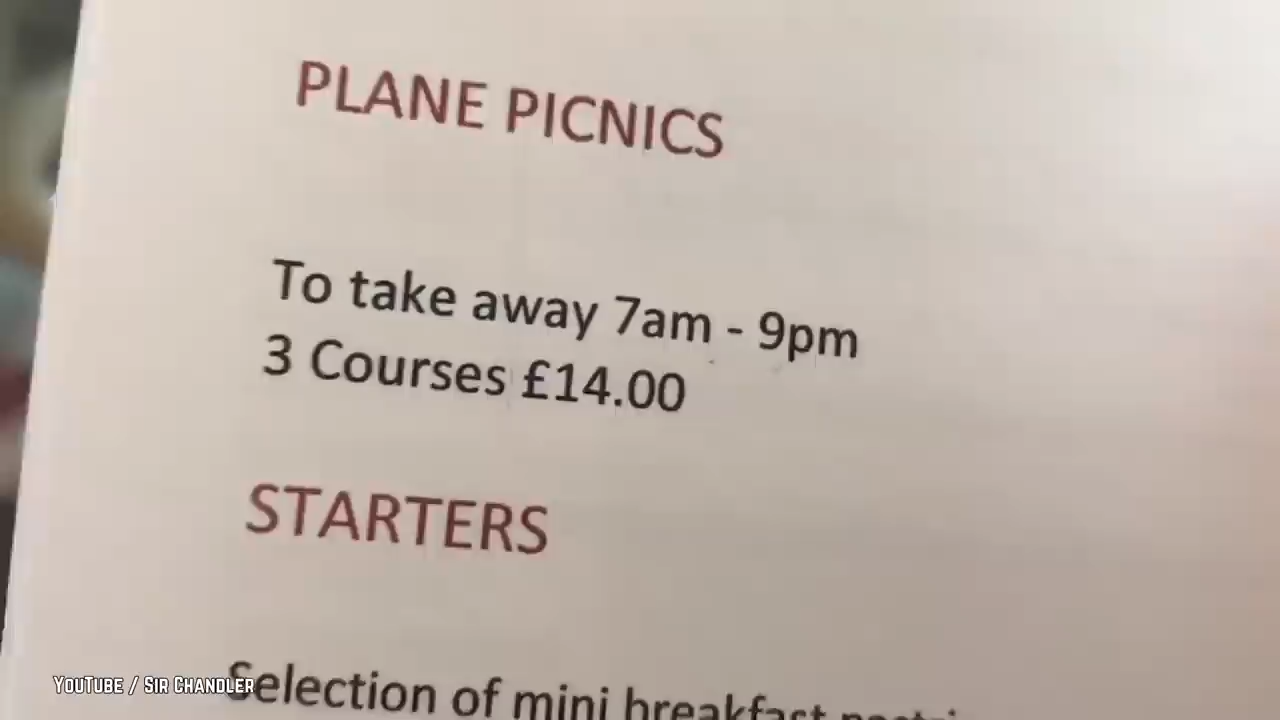 PLANE PICNICS
To take away 7am - 9pm
3 Courses £14.00
STARTERS
Selection of mini breakfast
YouTube / Sir Chandler